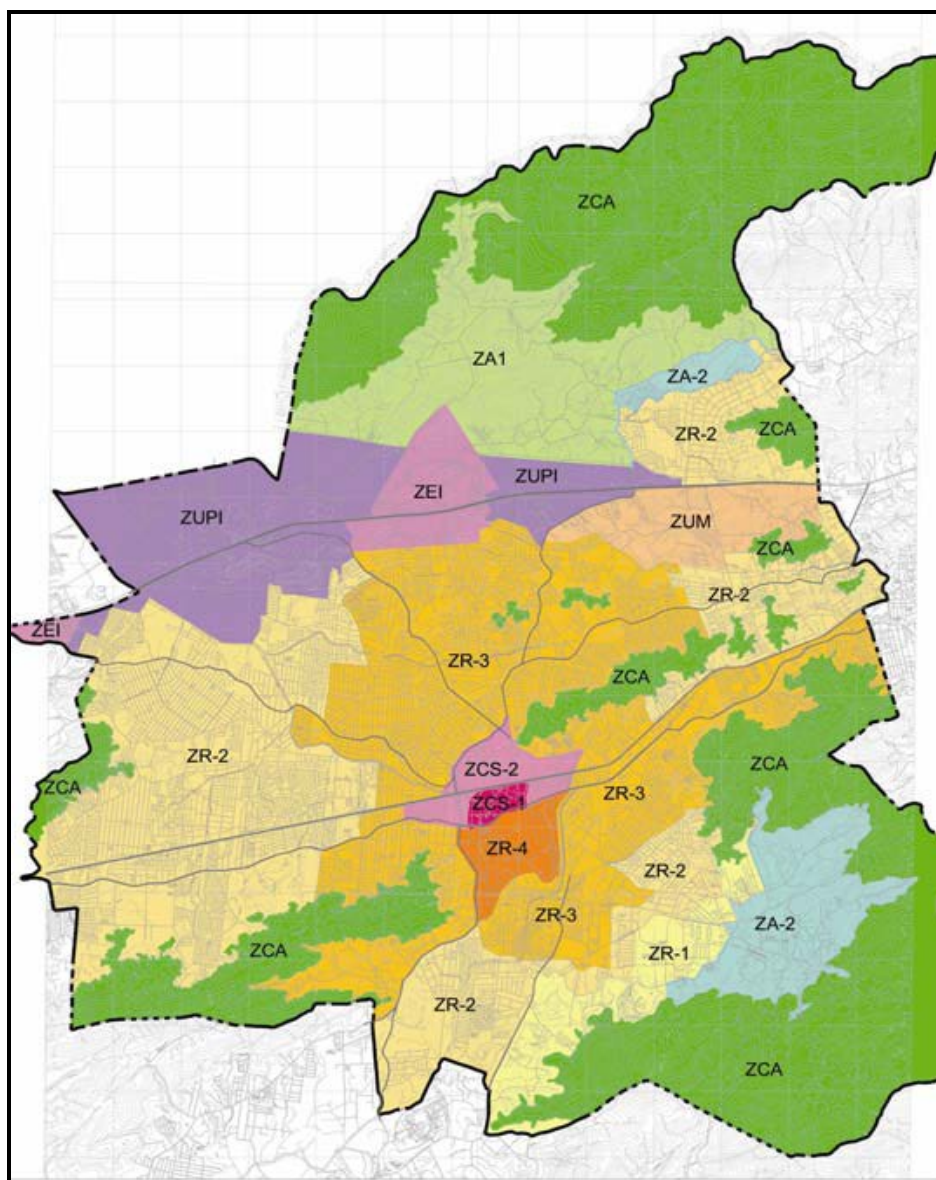 ZCA
ZA1
ZA-2
ZR-2
ZCA
ZEI
ZUPI
ZUPI
ZUM
ZCA
ZR-2
ZEI
ZR-3
ZCA
ZR-2
ZCS-2
ZCA
ZCA
ZCS-1
ZR-3
ZR-4
ZR-2
ZR-3
ZA-2
ZCA
ZR-1
ZR-2
ZCA